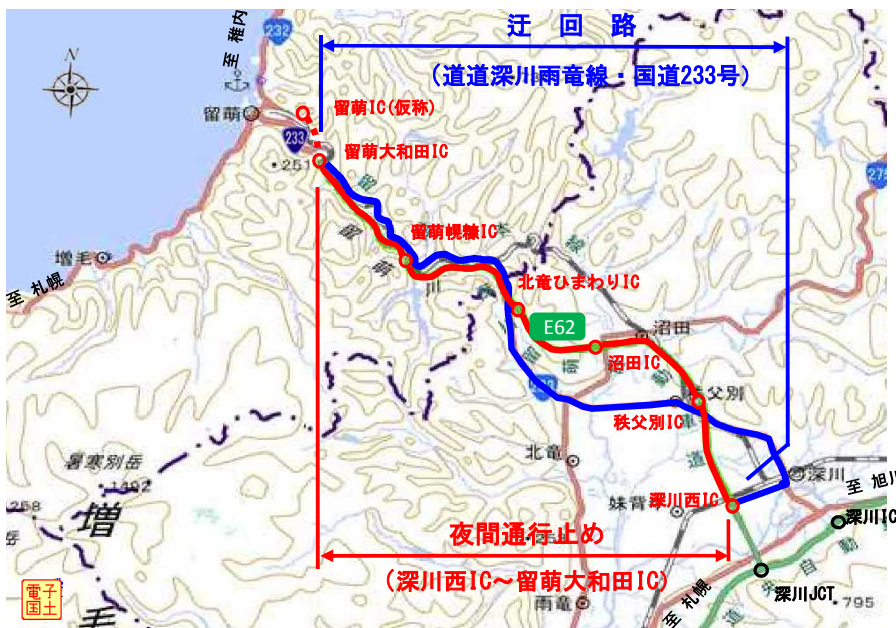 迂回路
(道道深川雨竜線・国道233号)
232
至 稚内
N
留萌
留萌IC(仮称)
233
留萌大和田IC
・251
275
留萌幌糠IC
増毛
至 札幌
川
北竜ひまわりIC
E62
沼田
沼田IC
秩父別
秩父別IC
北竜
暑寒別岳
・1492
深川
至 旭川
妹背
深川西IC
深川IC
増
毛
夜間通行止め
(深川西IC～留萌大和田IC)
電子
国土
雨竜
至 札幌
道央自動
深川JCT
・795